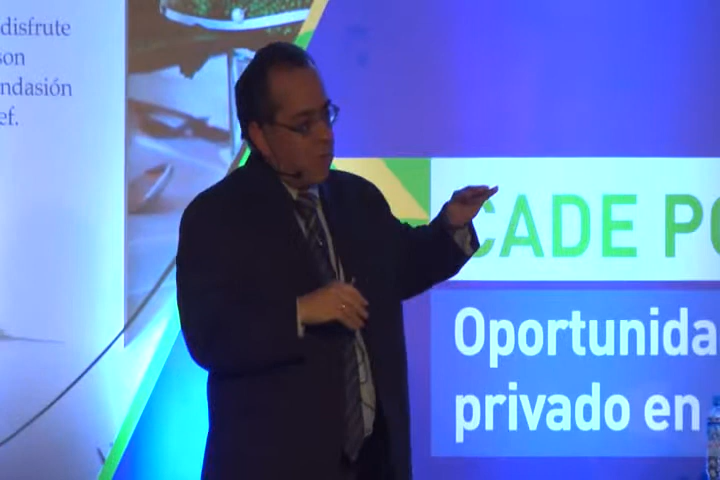 disfrute
son
ndasión
ef.
CADE PO
Oportunida
privado en